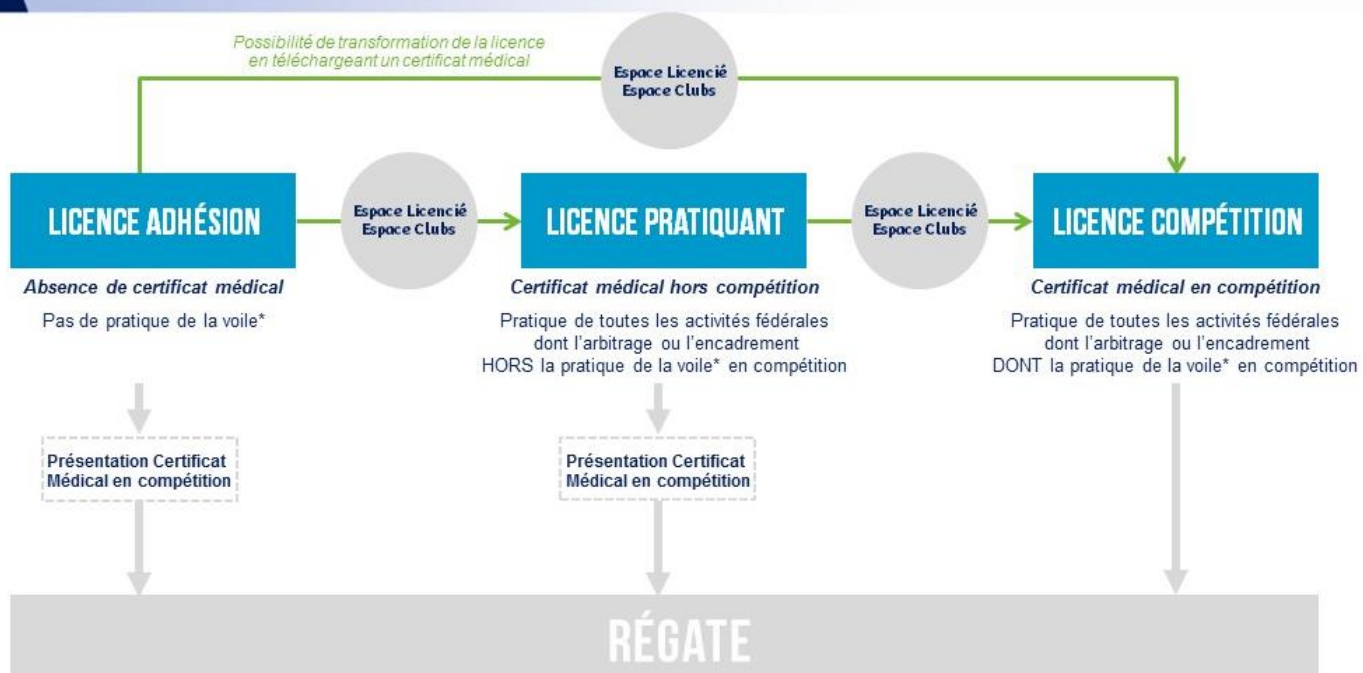 Possibilité de transformation de la licence
en téléchargeant un certificat médical
Espace Licencié
Espace Clubs
LICENCE ADHÉSION
Espace Licencié
Espace Clubs
LICENCE PRATIQUANT
Espace Licencié
Espace Clubs
LICENCE COMPÉTITION
Absence de certificat médical
Pas de pratique de la voile*
Certificat médical hors compétition
Pratique de toutes les activités fédérales
dont l'arbitrage ou l'encadrement
HORS la pratique de la voile* en compétition
Certificat médical en compétition
Pratique de toutes les activités fédérales
dont l'arbitrage ou l'encadrement
DONT la pratique de la voile* en compétition
Présentation Certificat
Médical en compétition
Présentation Certificat
Médical en compétition
RÉGATE